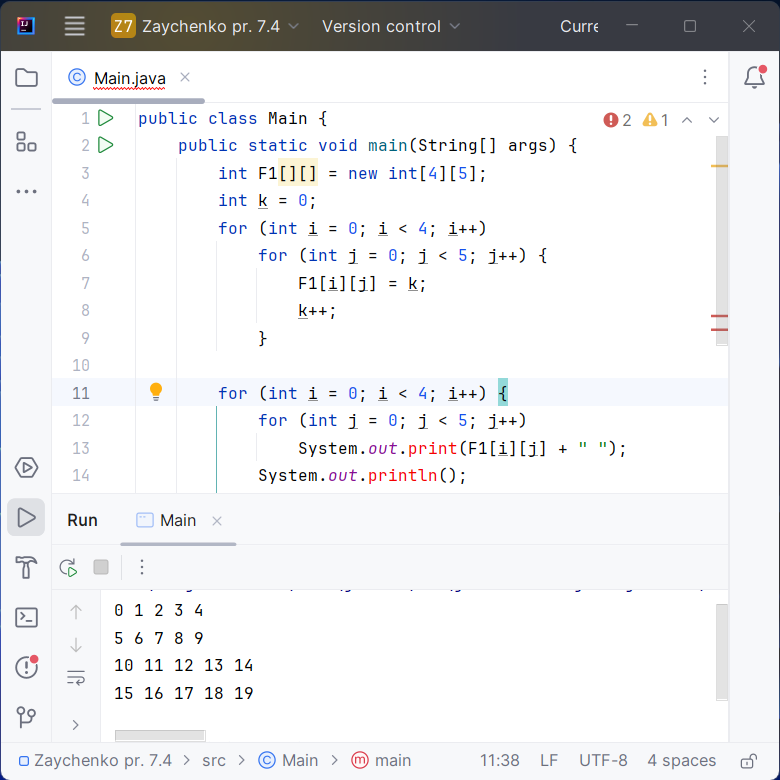 Z7 Zaychenko pr. 7.4 Version control Curre
Main.java
1 public class Main {
2 public static void main(String[] args) {
3 int F1[][] = new int[4][5];
4 int k = 0;
5 for (int i = 0; i < 4; i++)
6 for (int j = 0; j < 5; j++) {
7 F1[i][j] = k;
8 k++;
9 }
10
11 for (int i = 0; i < 4; i++) {
12 for (int j = 0; j < 5; j++)
13 System.out.print(F1[i][j] + " ");
14 System.out.println();
2 1
Run Main
0 1 2 3 4
5 6 7 8 9
10 11 12 13 14
15 16 17 18 19
Zaychenko pr. 7.4 > src > Main > main 11:38 LF UTF-8 4 spaces